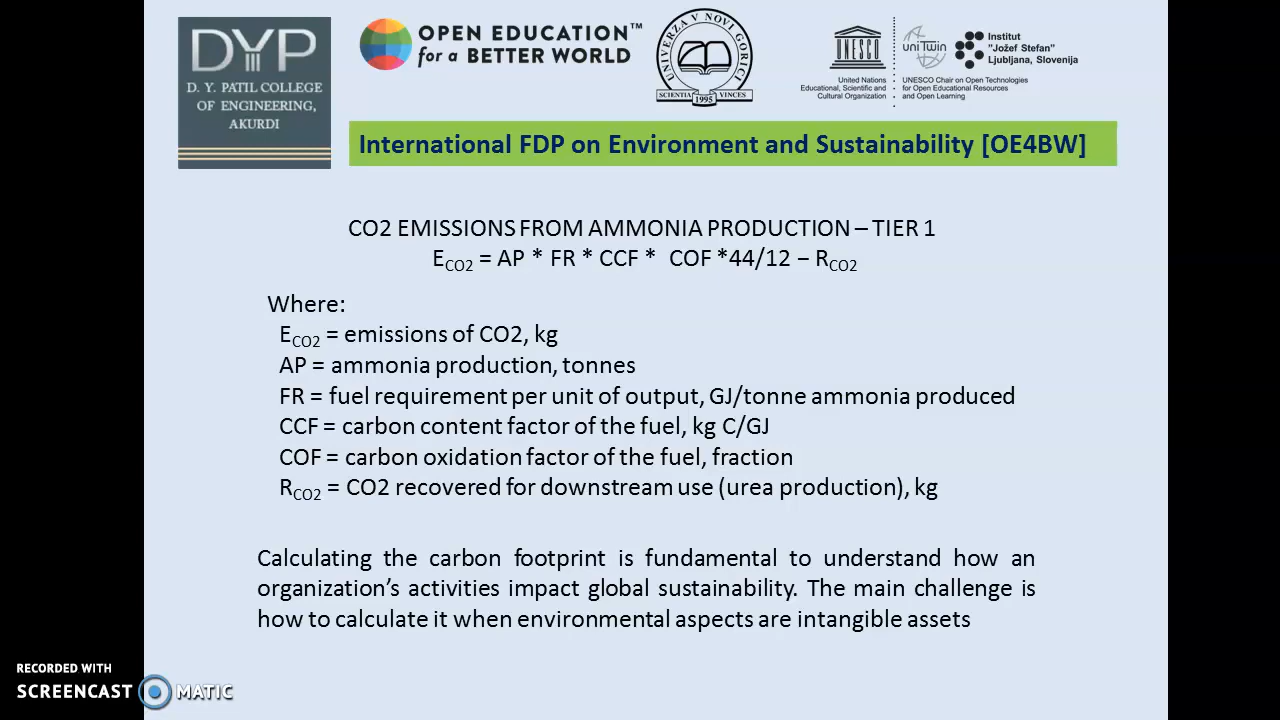 DYP
D. Y. PATIL COLLEGE
OF ENGINEERING,
AKURDI
OPEN EDUCATION™
for a BETTER WORLD
UNIVERZA V NOVI GORICI
SCIENTIA VINCES
1995
UNESCO
United Nations
Educational, Scientific and
Cultural Organization
uniTwin
Institut
"Jožef Stefan"
Ljubljana, Slovenija
UNESCO Chair on Open Technologies
for Open Educational Resources
and Open Learning
International FDP on Environment and Sustainability [OE4BW]
CO2 EMISSIONS FROM AMMONIA PRODUCTION – TIER 1
E_CO2 = AP * FR * CCF * COF *44/12 − R_CO2
Where:
E_CO2 = emissions of CO2, kg
AP = ammonia production, tonnes
FR = fuel requirement per unit of output, GJ/tonne ammonia produced
CCF = carbon content factor of the fuel, kg C/GJ
COF = carbon oxidation factor of the fuel, fraction
R_CO2 = CO2 recovered for downstream use (urea production), kg
Calculating the carbon footprint is fundamental to understand how an
organization’s activities impact global sustainability. The main challenge is
how to calculate it when environmental aspects are intangible assets
RECORDED WITH
SCREENCAST MATIC